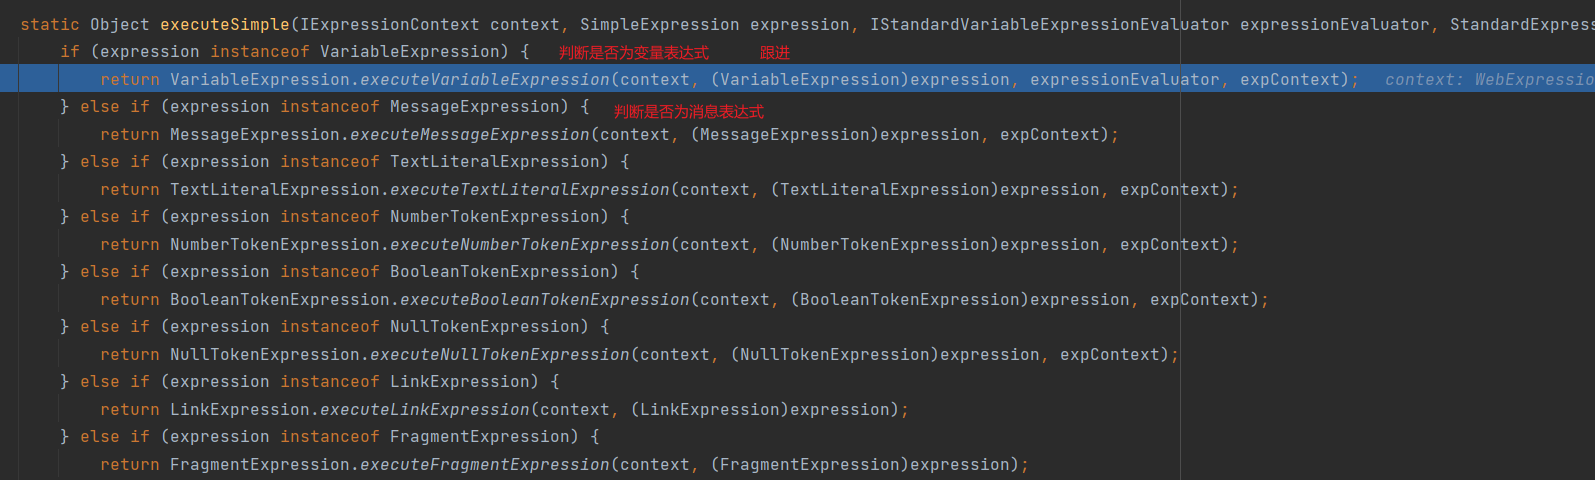 static Object executeSimple(IExpressionContext context, SimpleExpression expression, IStandardVariableExpressionEvaluator expressionEvaluator, StandardExpress
if (expression instanceof VariableExpression) { 判断是否为变量表达式 跟进
return VariableExpression.executeVariableExpression(context, (VariableExpression)expression, expressionEvaluator, expContext); context: WebExpressio
} else if (expression instanceof MessageExpression) { 判断是否为消息表达式
return MessageExpression.executeMessageExpression(context, (MessageExpression)expression, expContext);
} else if (expression instanceof TextLiteralExpression) {
return TextLiteralExpression.executeTextLiteralExpression(context, (TextLiteralExpression)expression, expContext);
} else if (expression instanceof NumberTokenExpression) {
return NumberTokenExpression.executeNumberTokenExpression(context, (NumberTokenExpression)expression, expContext);
} else if (expression instanceof BooleanTokenExpression) {
return BooleanTokenExpression.executeBooleanTokenExpression(context, (BooleanTokenExpression)expression, expContext);
} else if (expression instanceof NullTokenExpression) {
return NullTokenExpression.executeNullTokenExpression(context, (NullTokenExpression)expression, expContext);
} else if (expression instanceof LinkExpression) {
return LinkExpression.executeLinkExpression(context, (LinkExpression)expression);
} else if (expression instanceof FragmentExpression) {
return FragmentExpression.executeFragmentExpression(context, (FragmentExpression)expression);